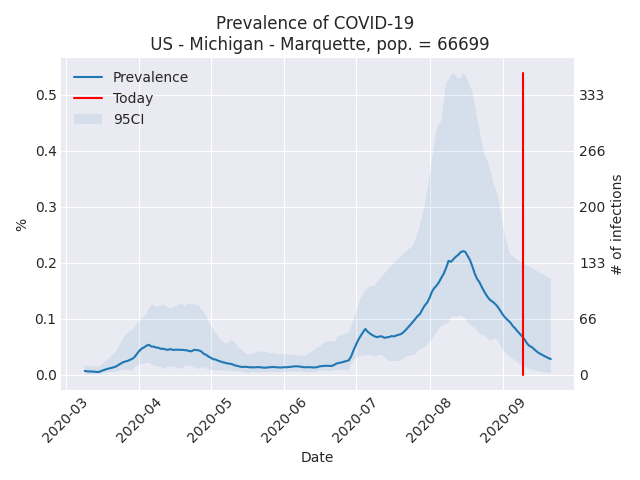 Prevalence of COVID-19
US - Michigan - Marquette, pop. = 66699
Prevalence
Today
95CI
0.5
0.4
0.3
0.2
0.1
0.0
%
333
266
200
133
66
0
# of infections
2020-03
2020-04
2020-05
2020-06
2020-07
2020-08
2020-09
Date